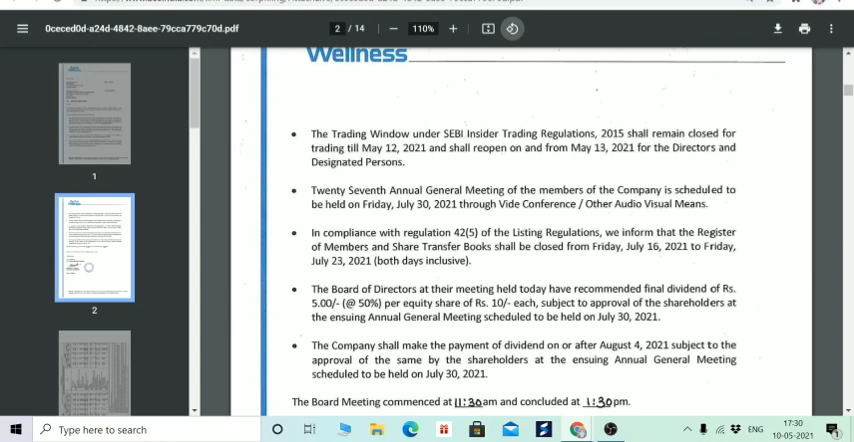 0ceced0d-a24d-4842-8aee-79cca779c70d.pdf
2 / 14
110%
Wellness
• The Trading Window under SEBI Insider Trading Regulations, 2015 shall remain closed for
trading till May 12, 2021 and shall reopen on and from May 13, 2021 for the Directors and
Designated Persons.
• Twenty Seventh Annual General Meeting of the members of the Company is scheduled to
be held on Friday, July 30, 2021 through Vide Conference / Other Audio Visual Means.
• In compliance with regulation 42(5) of the Listing Regulations, we inform that the Register
of Members and Share Transfer Books shall be closed from Friday, July 16, 2021 to Friday,
July 23, 2021 (both days inclusive).
• The Board of Directors at their meeting held today have recommended final dividend of Rs.
5.00/- (@ 50%) per equity share of Rs. 10/- each, subject to approval of the shareholders at
the ensuing Annual General Meeting scheduled to be held on July 30, 2021.
• The Company shall make the payment of dividend on or after August 4, 2021 subject to the
approval of the same by the shareholders at the ensuing Annual General Meeting
scheduled to be held on July 30, 2021.
The Board Meeting commenced at 11:30am and concluded at 1:30pm.
1
2
Type here to search
ENG
17:30
10-05-2021
1